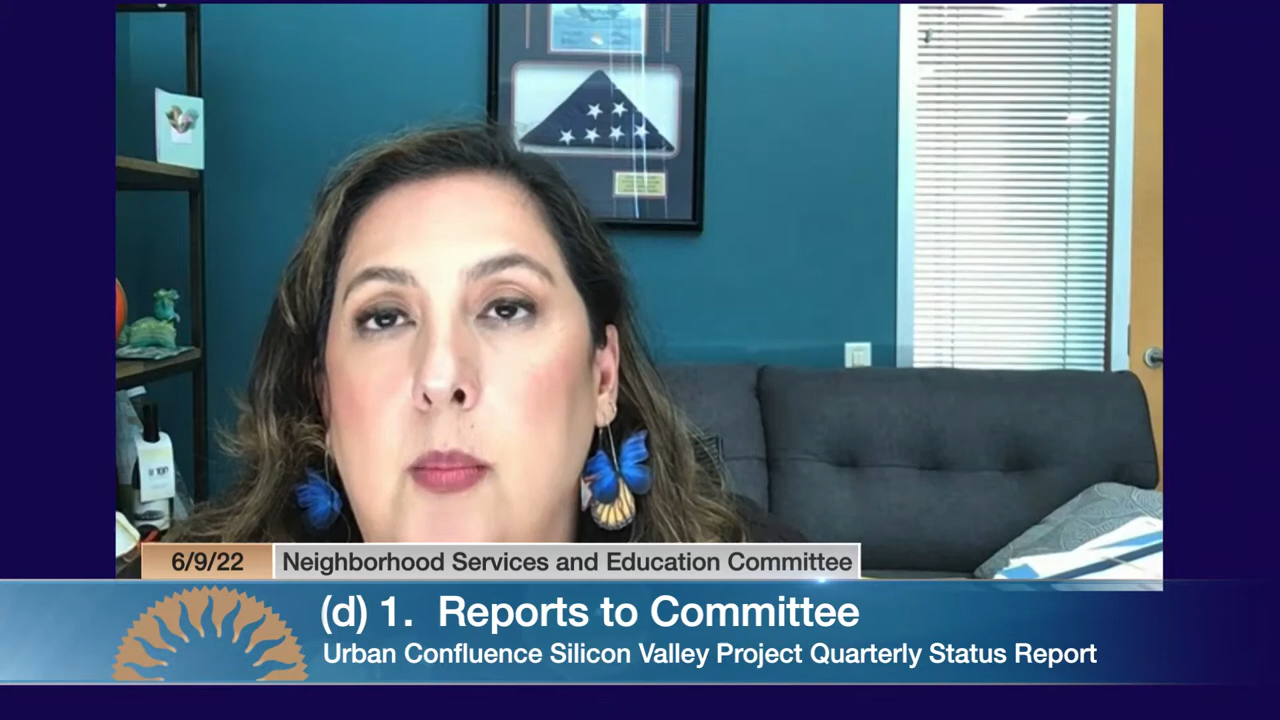 6/9/22 Neighborhood Services and Education Committee
(d) 1. Reports to Committee
Urban Confluence Silicon Valley Project Quarterly Status Report